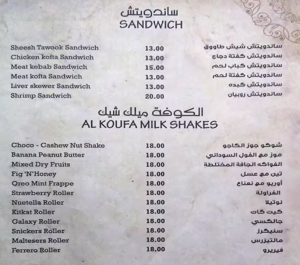 ساندويتش
SANDWICH
Sheesh Tawook Sandwich 13.00 ساندويتش شيش طاووق
Chicken kofta Sandwich 13.00 ساندويتش كفتة دجاج
Meat kebab Sandwich 15.00 ساندويتش كباب لحم
Meat kofta Sandwich 13.00 ساندويتش كفتة لحم
Liver skewer Sandwich 13.00 ساندويتش كبده
Shrimp Sandwich 20.00 ساندويتش روبيان
الكوفة ميلك شيك
AL KOUFA MILK SHAKES
Choco - Cashew Nut Shake 18.00 شوكو جوز الكاجو
Banana Peanut Butter 18.00 موز مع الفول السوداني
Mixed Dry Fruits 18.00 الفاكهة الجافة المختلطة
Fig 'N'Honey 18.00 تين مع عسل
Oreo Mint Frappe 18.00 أوريو مع نعناع
Strawberry Roller 18.00 الفراولة
Nutella Roller 18.00 نوتيلا
Kitkat Roller 18.00 كيت كات
Galaxy Roller 18.00 جالكسي
Snickers Roller 18.00 سنيكرز
Maltesers Roller 18.00 مالتيزرس
Ferrero Roller 18.00 فيريرو